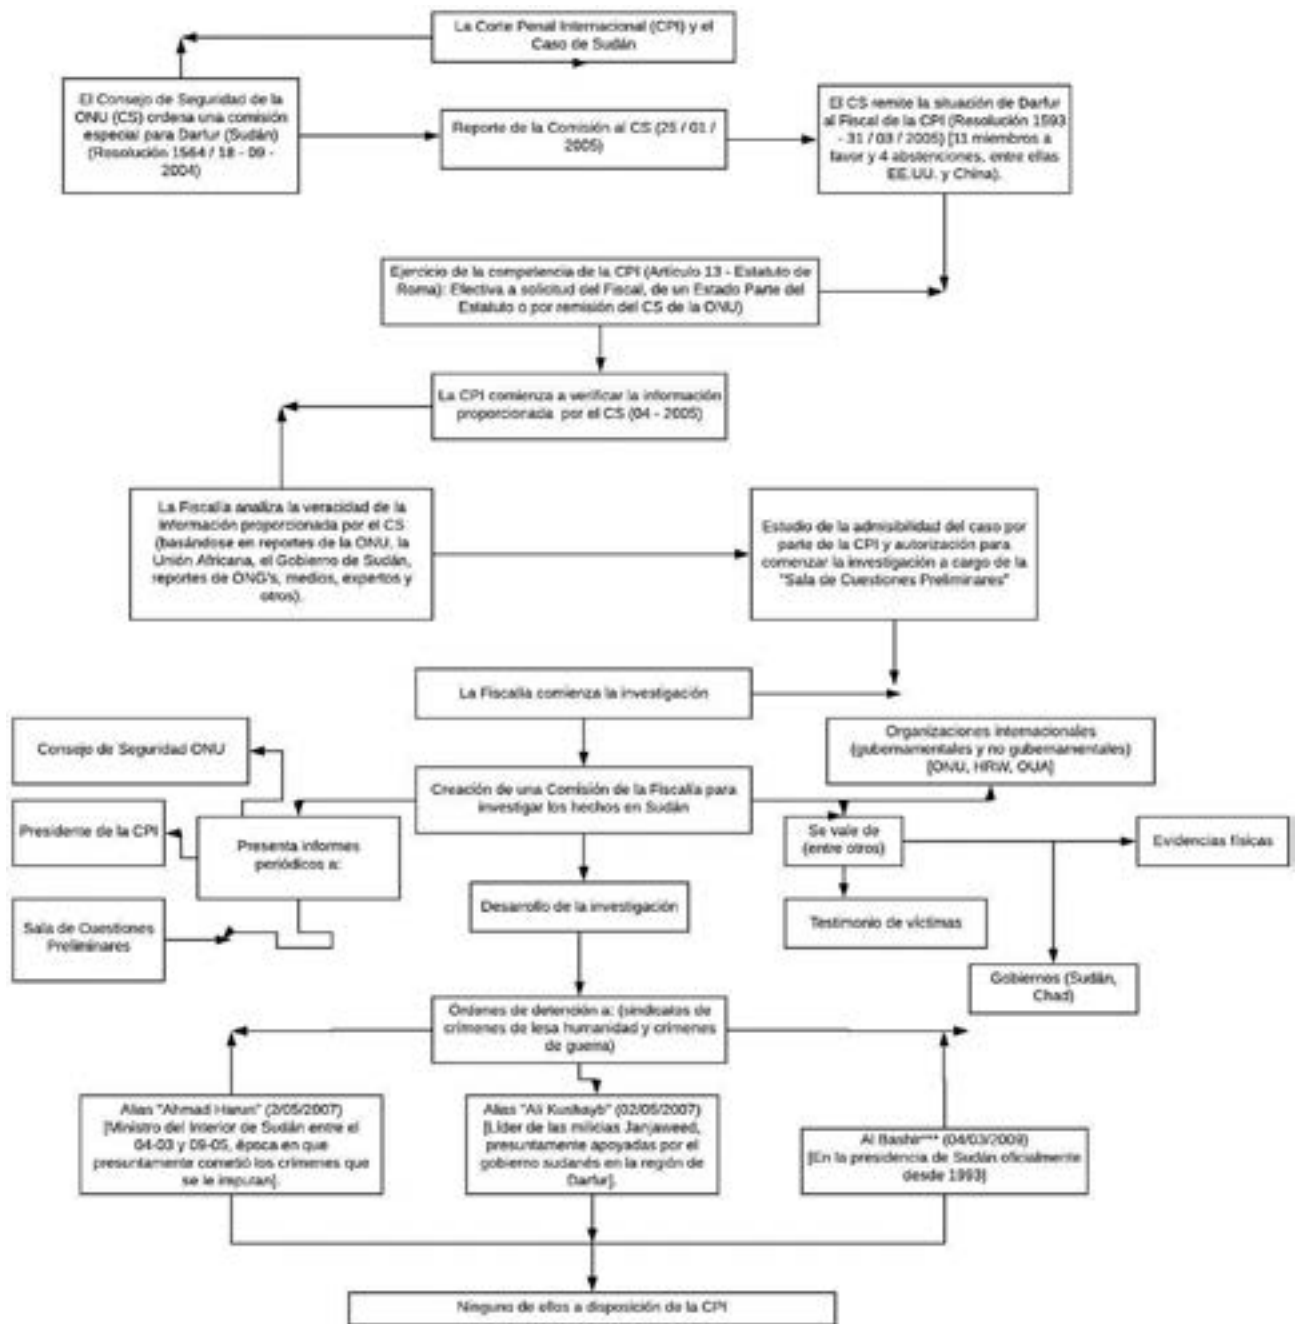 La Corte Penal Internacional (CPI) y el
Caso de Sudán
El Consejo de Seguridad de la
ONU (CS) ordena una comisión
especial para Darfur (Sudán)
(Resolución 1564 / 18 - 09 -
2004)
Reporte de la Comisión al CS (25 / 01 /
2005)
El CS remite la situación de Darfur
al Fiscal de la CPI (Resolución 1593
- 31 / 03 / 2005) [11 miembros a
favor y 4 abstenciones, entre ellas
EE.UU. y China).
Ejercicio de la competencia de la CPI (Artículo 13 - Estatuto de
Roma): Efectiva a solicitud del Fiscal, de un Estado Parte del
Estatuto o por remisión del CS de la ONU)
La CPI comienza a verificar la información
proporcionada por el CS (04 - 2005)
La Fiscalía analiza la veracidad de la
información proporcionada por el CS
(basándose en reportes de la ONU, la
Unión Africana, el Gobierno de Sudán,
reportes de ONG's, medios, expertos y
otros).
Estudio de la admisibilidad del caso por
parte de la CPI y autorización para
comenzar la investigación a cargo de la
"Sala de Cuestiones Preliminares"
La Fiscalía comienza la investigación
Consejo de Seguridad ONU
Organizaciones internacionales
(gubernamentales y no gubernamentales)
[ONU, HRW, OUA]
Creación de una Comisión de la Fiscalía para
investigar los hechos en Sudán
Presidente de la CPI
Presenta informes
periódicos a:
Se vale de
(entre otros)
Evidencias físicas
Desarrollo de la investigación
Testimonio de víctimas
Sala de Cuestiones
Preliminares
Gobiernos (Sudán,
Chad)
Órdenes de detención a: (sindicatos de
crímenes de lesa humanidad y crímenes
de guerra)
Alias "Ahmad Harun" (2/05/2007)
[Ministro del Interior de Sudán entre el
04-03 y 09-05, época en que
presuntamente cometió los crímenes que
se le imputan].
Alias "Ali Kushayb" (02/05/2007)
[Líder de las milicias Janjaweed,
presuntamente apoyadas por el
gobierno sudanés en la región de
Darfur].
Al Bashir*** (04/03/2009)
[En la presidencia de Sudán oficialmente
desde 1993]
Ninguno de ellos a disposición de la CPI